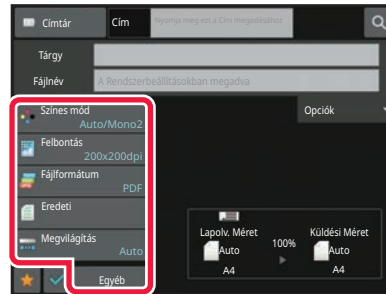 Címtár
Cím
Nyomja meg ezt a Cím megadásához
Tárgy
Fájlnév
A Rendszerbeállításokban megadva
Színes mód
Auto/Mono2
Felbontás
200x200dpi
Fájlformátum
PDF
Eredeti
Megvilágítás
Auto
Egyéb
Opciók
Lapolv. Méret
100%
Küldési Méret
Auto
Auto
A4
A4